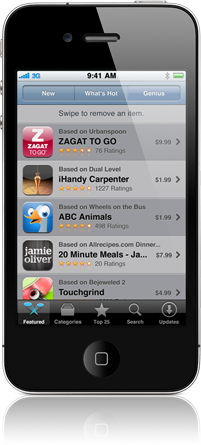 3G 9:41 AM
New What's Hot Genius
Swipe to remove an item.
Based on Urbanspoon
ZAGAT TO GO $9.99
76 Ratings
Z
ZAGAT
TO GO
Based on Dual Level
iHandy Carpenter $1.99
1227 Ratings
Based on Wheels on the Bus
ABC Animals $1.99
498 Ratings
Based on Allrecipes.com Dinner...
20 Minute Meals - Ja... $7.99
20 Ratings
jamie
oliver
Based on Bejeweled 2
Touchgrind $4.99
Featured Categories Top 25 Search Updates